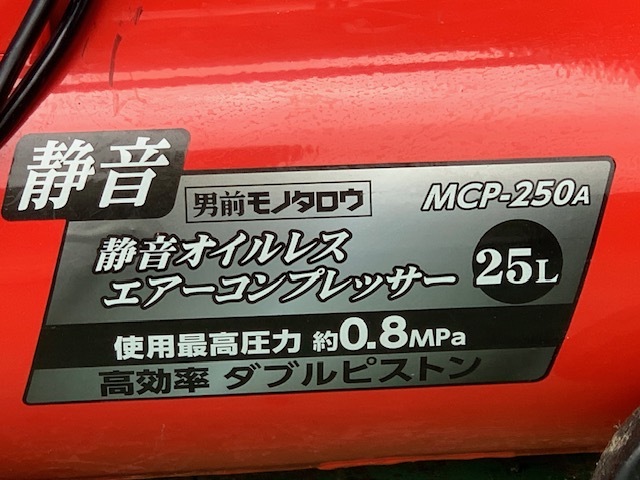 静音
男前モノタロウ
MCP-250A
静音オイルレス
エアーコンプレッサー
25L
使用最高圧力 約0.8MPa
高効率 ダブルピストン